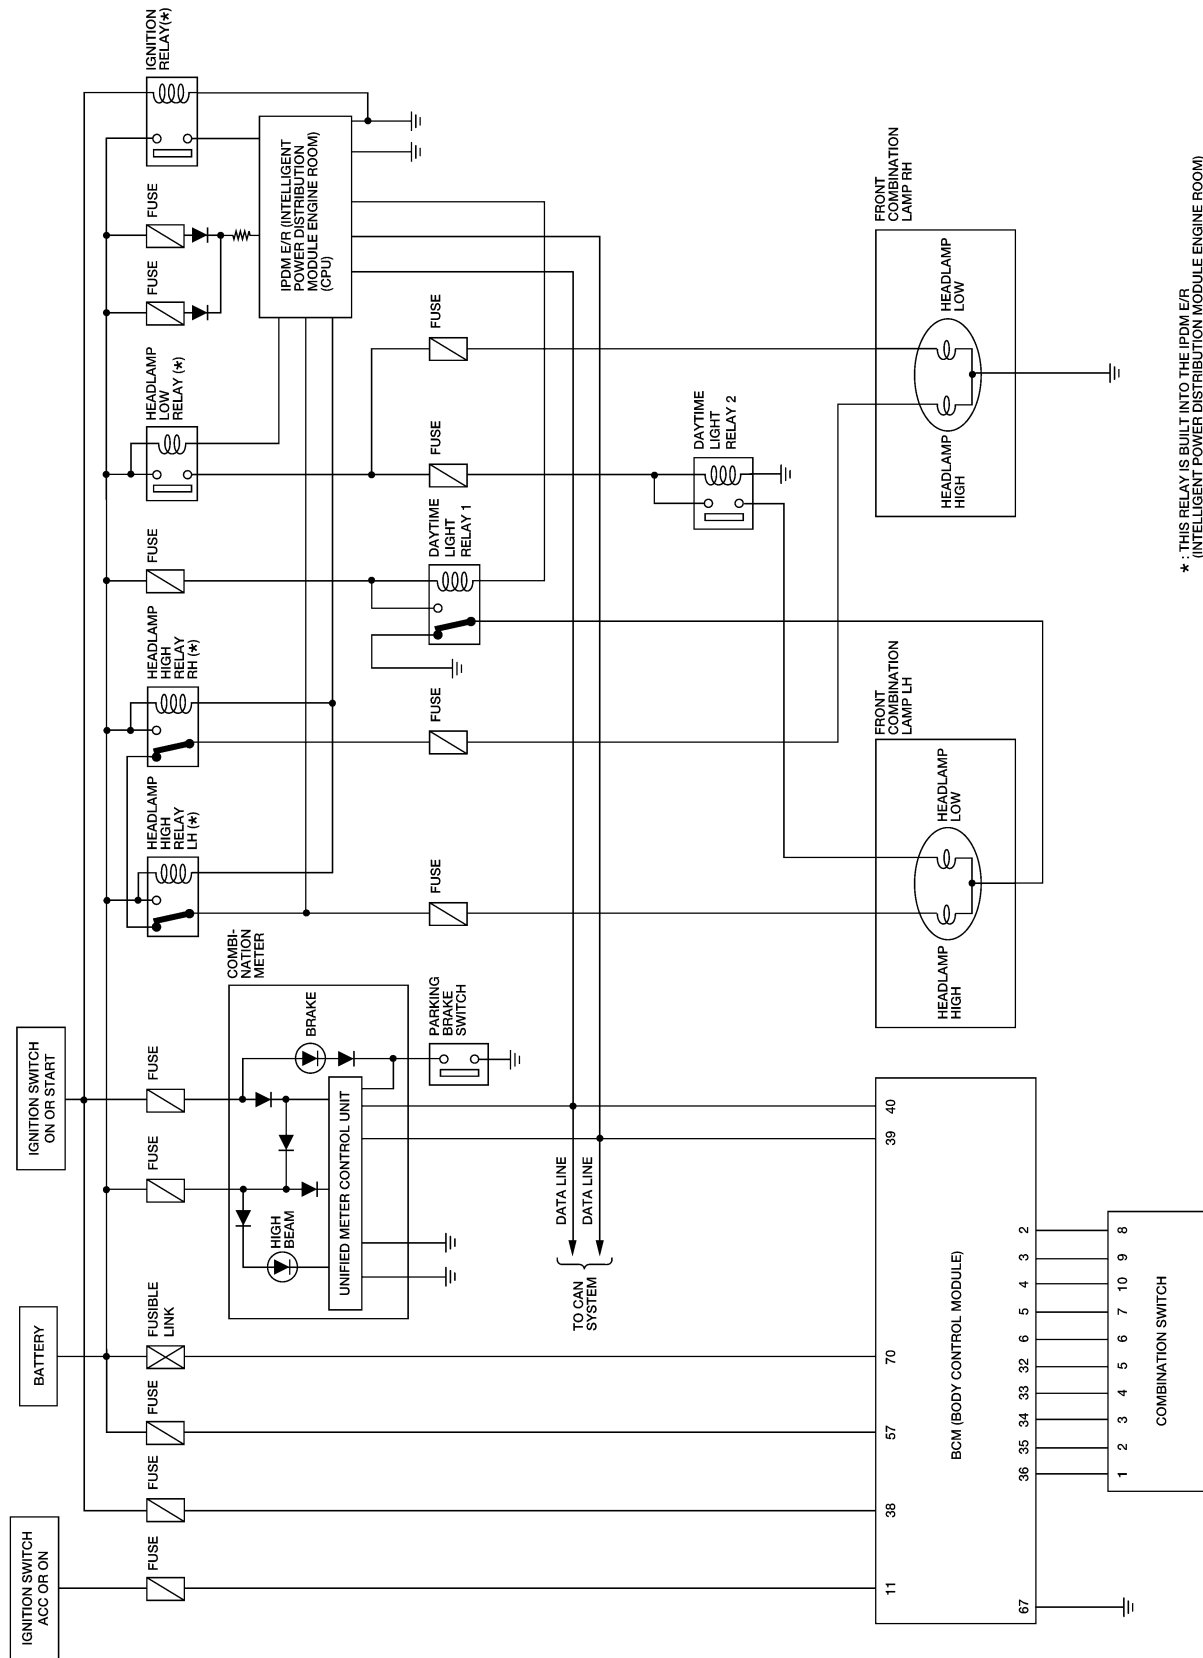 IGNITION SWITCH
ACC OR ON
BATTERY
IGNITION SWITCH
ON OR START
FUSE
FUSE
FUSE
FUSIBLE
LINK
FUSE
FUSE
HEADLAMP
HIGH
RELAY
LH (*)
HEADLAMP
HIGH
RELAY
RH (*)
FUSE
HEADLAMP
LOW
RELAY (*)
FUSE
FUSE
IGNITION
RELAY(*)
COMBI-
NATION
METER
HIGH
BEAM
BRAKE
UNIFIED METER CONTROL UNIT
IPDM E/R (INTELLIGENT
POWER DISTRIBUTION
MODULE ENGINE ROOM)
(CPU)
PARKING
BRAKE
SWITCH
FUSE
FUSE
DAYTIME
LIGHT
RELAY 1
FUSE
FUSE
TO CAN
SYSTEM
DATA LINE
DATA LINE
DAYTIME
LIGHT
RELAY 2
11
38
57
70
39
40
FRONT
COMBINATION
LAMP LH
HEADLAMP
HIGH
HEADLAMP
LOW
FRONT
COMBINATION
LAMP RH
HEADLAMP
HIGH
HEADLAMP
LOW
BCM (BODY CONTROL MODULE)
67
36
35
34
33
32
6
5
4
3
2
1
2
3
4
5
6
7
10
9
8
COMBINATION SWITCH
* : THIS RELAY IS BUILT INTO THE IPDM E/R
(INTELLIGENT POWER DISTRIBUTION MODULE ENGINE ROOM)